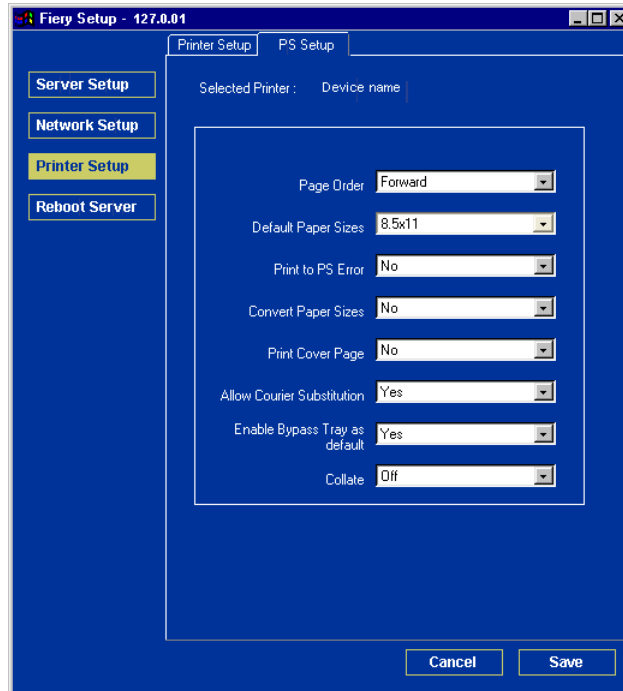 Fiery Setup - 127.0.01
Printer Setup
PS Setup
Server Setup
Network Setup
Printer Setup
Reboot Server
Selected Printer : Device name
Page Order Forward
Default Paper Sizes 8.5x11
Print to PS Error No
Convert Paper Sizes No
Print Cover Page No
Allow Courier Substitution Yes
Enable Bypass Tray as
default Yes
Collate Off
Cancel
Save